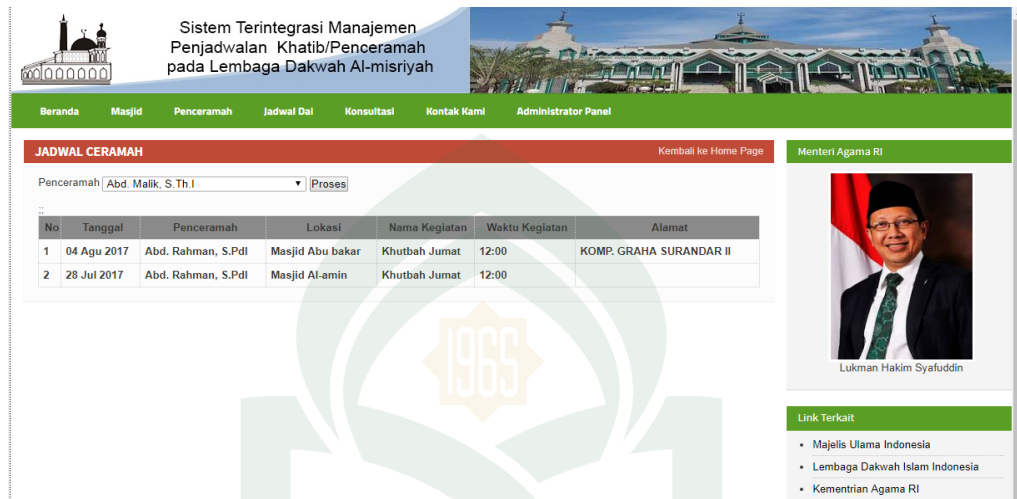 Sistem Terintegrasi Manajemen
Penjadwalan Khatib/Penceramah
pada Lembaga Dakwah Al-misriyah
Beranda Masjid Penceramah Jadwal Dai Konsultasi Kontak Kami Administrator Panel
JADWAL CERAMAH Kembali ke Home Page
Penceramah Abd. Malik, S.Th.I Proses
;;
No Tanggal Penceramah Lokasi Nama Kegiatan Waktu Kegiatan Alamat
1 04 Agu 2017 Abd. Rahman, S.PdI Masjid Abu bakar Khutbah Jumat 12:00 KOMP. GRAHA SURANDAR II
2 28 Jul 2017 Abd. Rahman, S.PdI Masjid Al-amin Khutbah Jumat 12:00
1965
Menteri Agama RI
Lukman Hakim Syafuddin
Link Terkait
• Majelis Ulama Indonesia
• Lembaga Dakwah Islam Indonesia
• Kementrian Agama RI